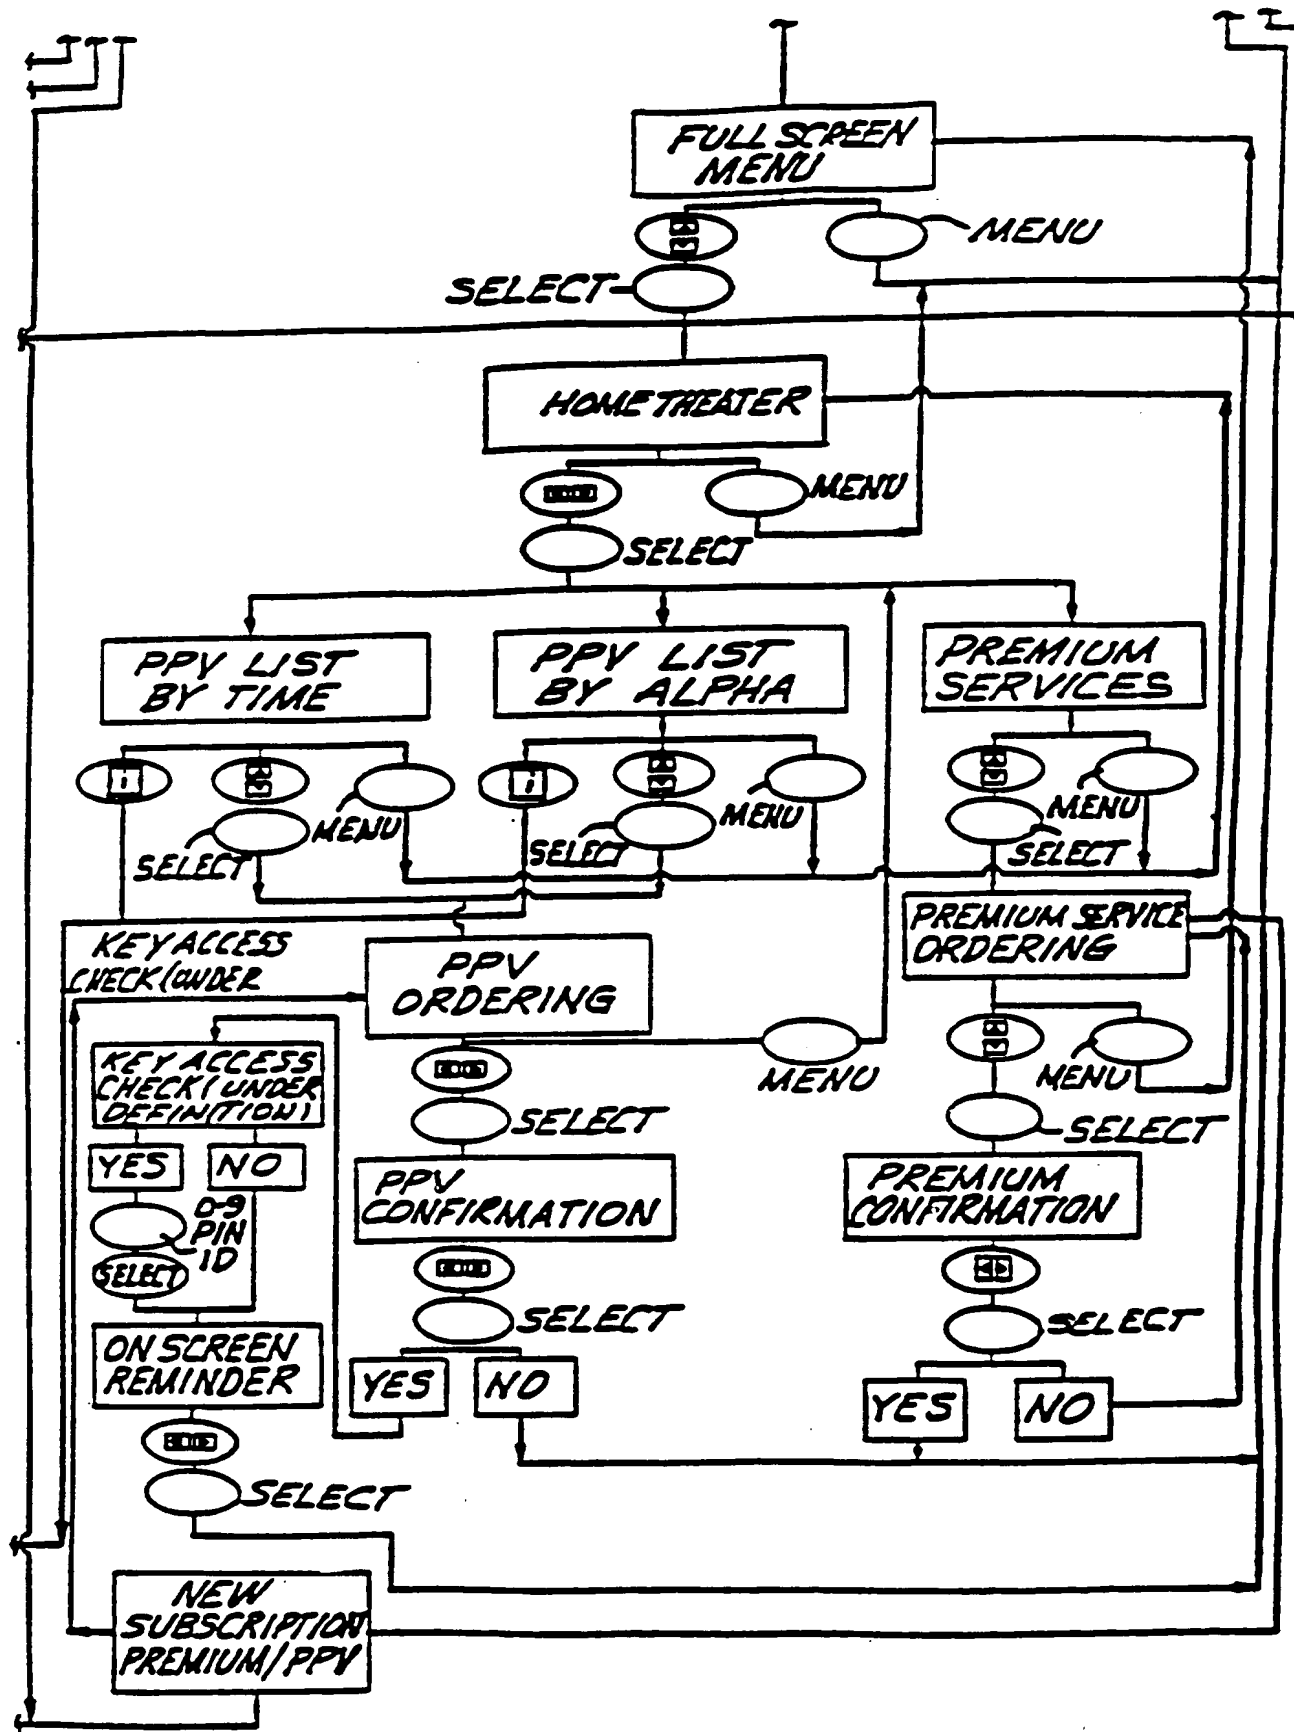 FULL SCREEN
MENU
MENU
SELECT
HOME THEATER
MENU
SELECT
PPV LIST
BY TIME
PPV LIST
BY ALPHA
PREMIUM
SERVICES
i
MENU
SELECT
i
MENU
SELECT
MENU
SELECT
KEY ACCESS
CHECK (UNDER
PPV
ORDERING
PREMIUM SERVICE
ORDERING
MENU
MENU
KEY ACCESS
CHECK (UNDER
DEFINITION)
SELECT
SELECT
YES
NO
0-9
PIN
ID
SELECT
PPV
CONFIRMATION
PREMIUM
CONFIRMATION
SELECT
SELECT
ON SCREEN
REMINDER
YES
NO
YES
NO
SELECT
NEW
SUBSCRIPTION
PREMIUM/PPV